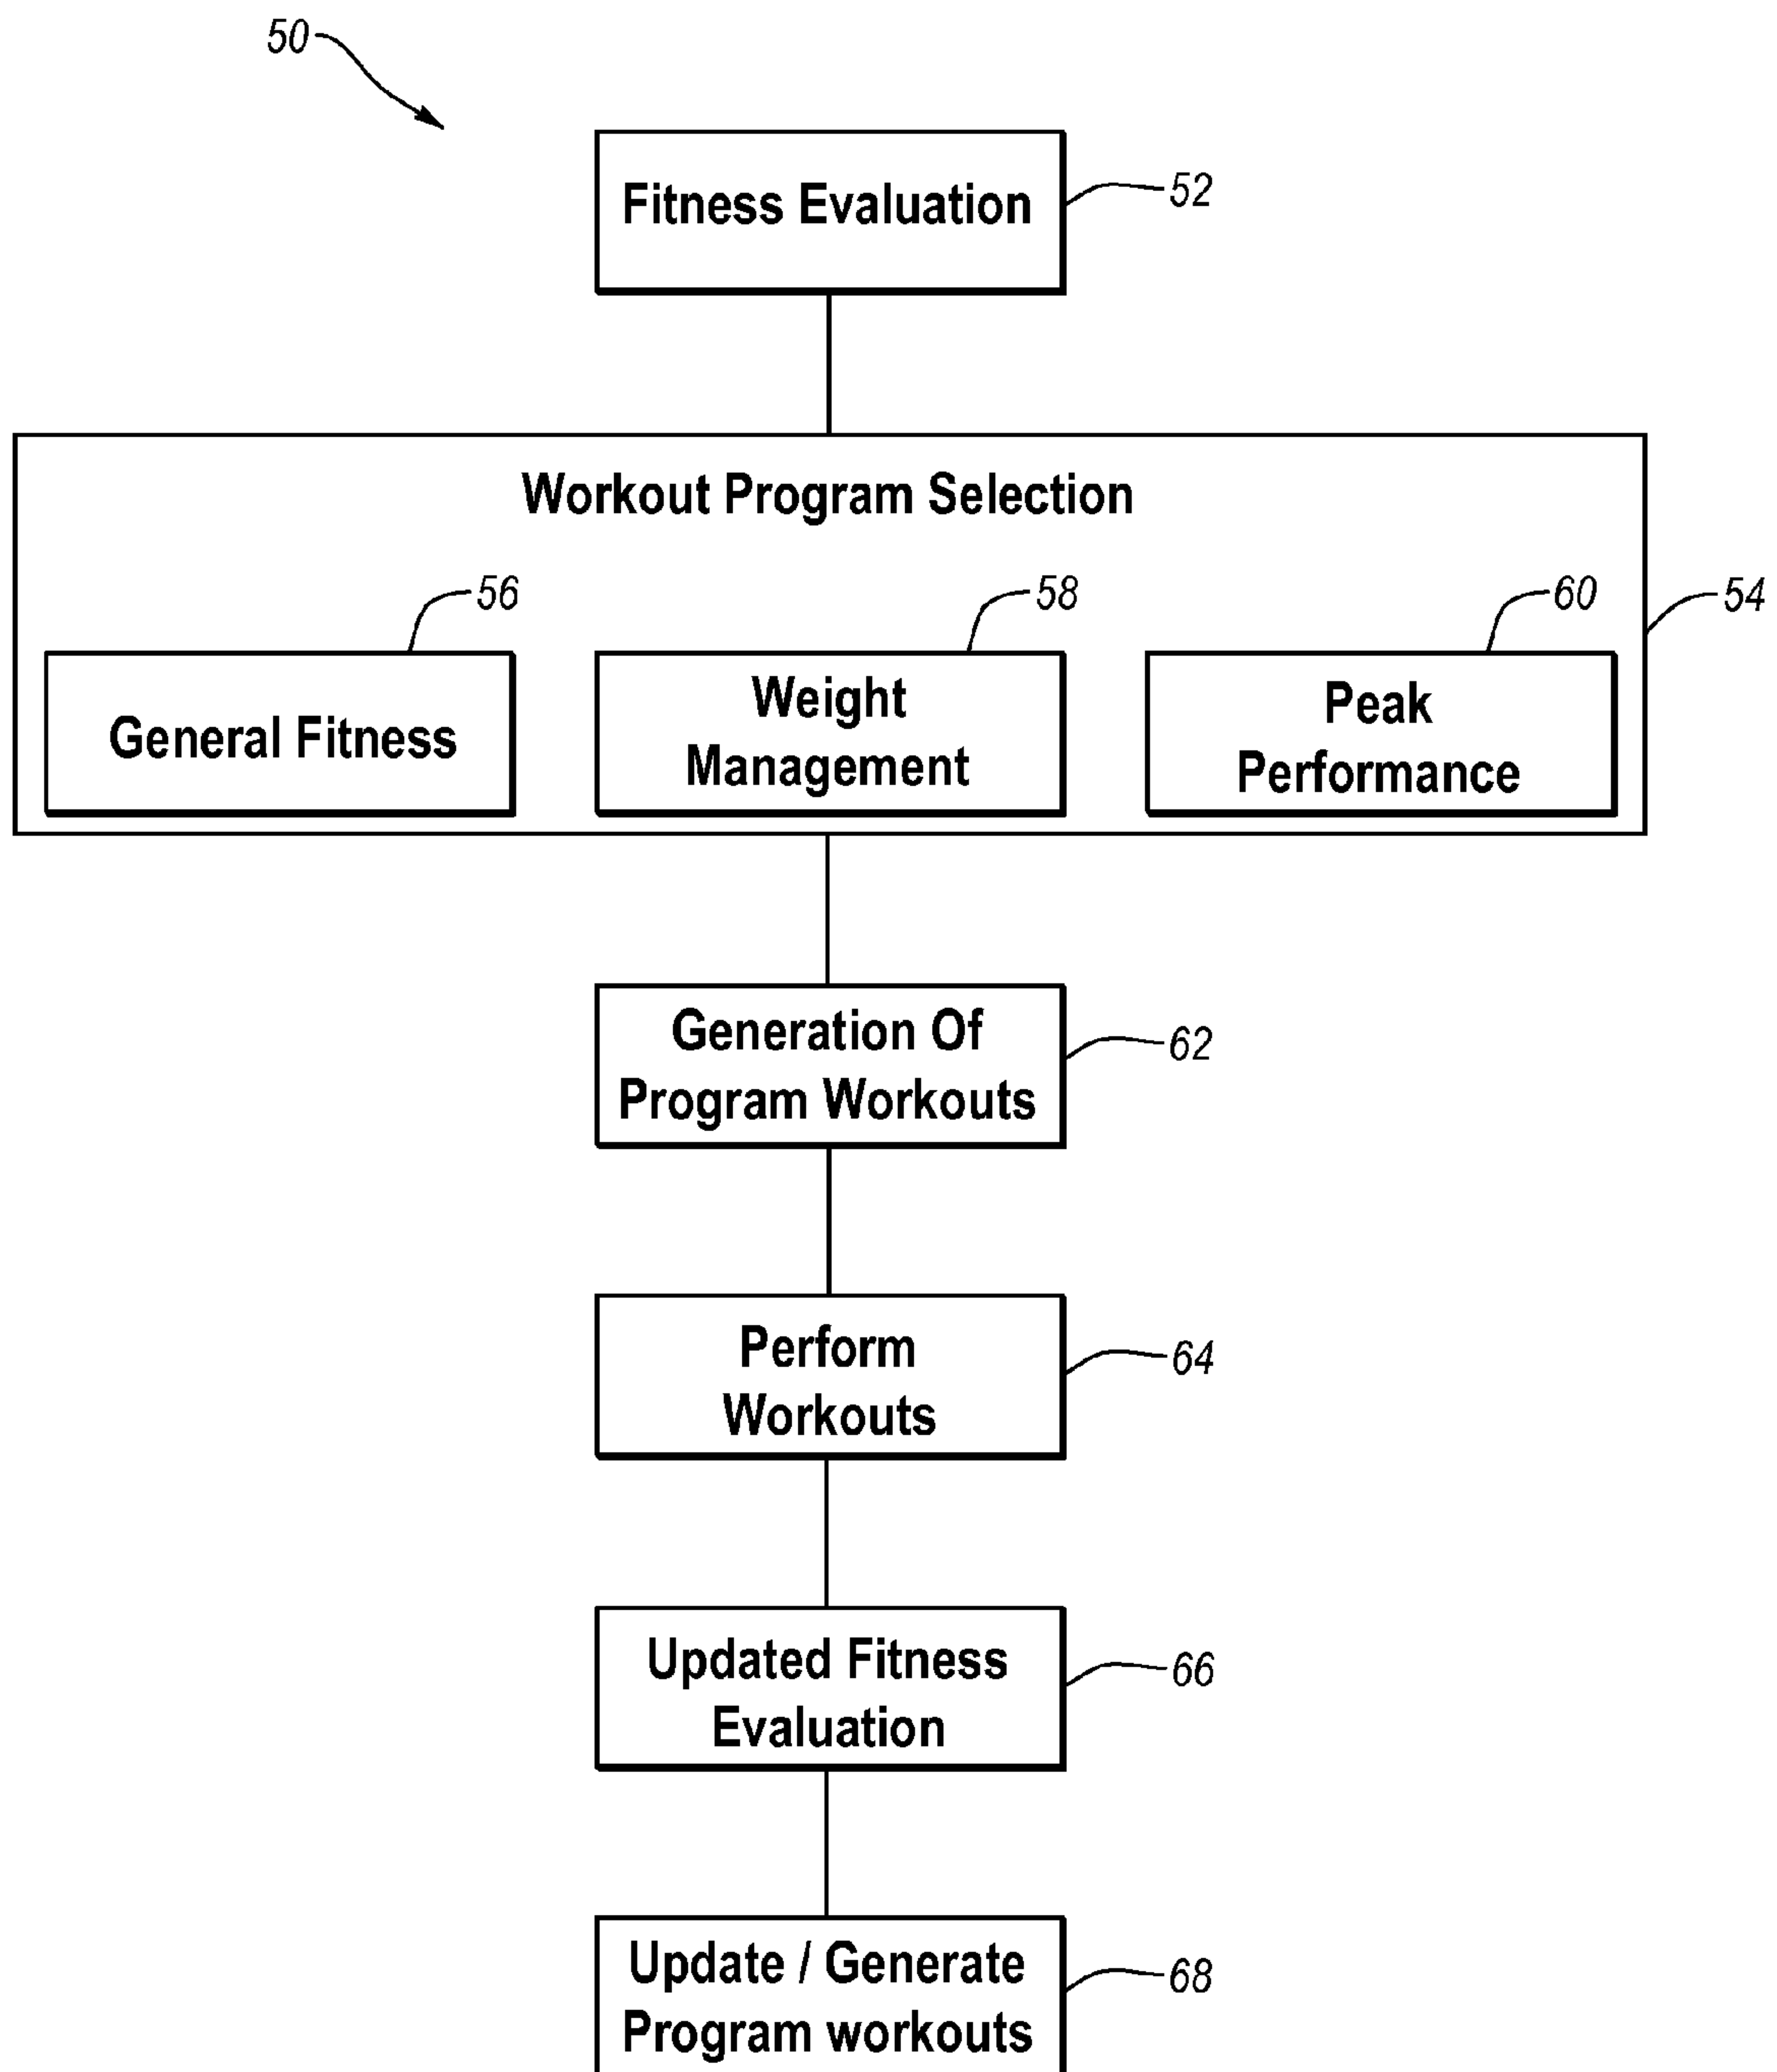 50
Fitness Evaluation
52
Workout Program Selection
56
58
60
54
General Fitness
Weight
Management
Peak
Performance
Generation Of
Program Workouts
62
Perform
Workouts
64
Updated Fitness
Evaluation
66
Update / Generate
Program workouts
68